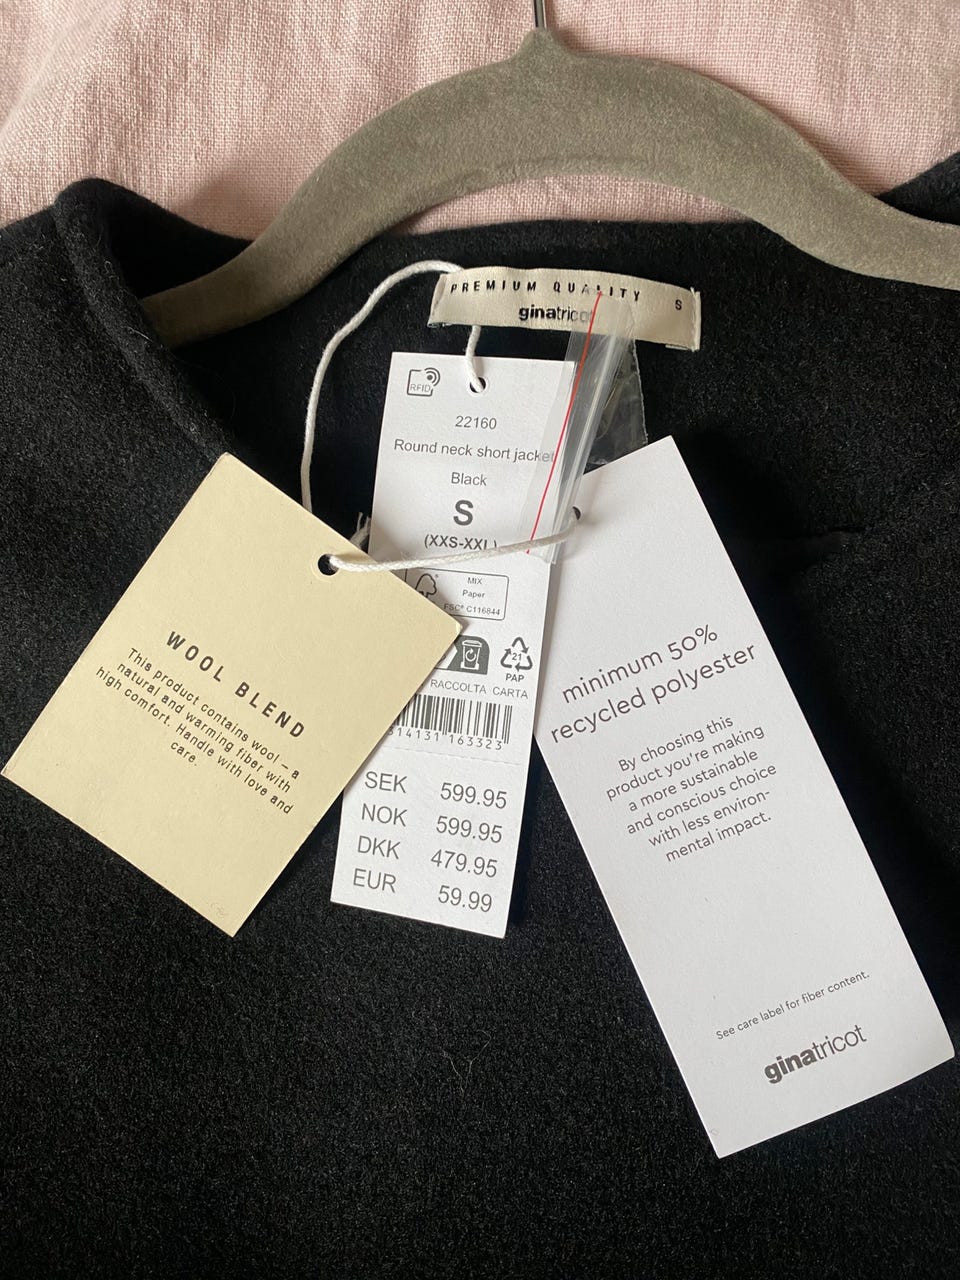 PREMIUM QUALITY
S
ginatricot
RFID
22160
Round neck short jacket
Black
S
(XXS-XXL)
MIX
Paper
FSC® C116844
21
PAP
RACCOLTA CARTA
314131 163323
SEK 599.95
NOK 599.95
DKK 479.95
EUR 59.99
WOOL BLEND
This product contains wool – a
natural and warming fiber with
high comfort. Handle with love and
care.
minimum 50%
recycled polyester
By choosing this
product you're making
a more sustainable
and conscious choice
with less environ-
mental impact.
See care label for fiber content.
ginatricot